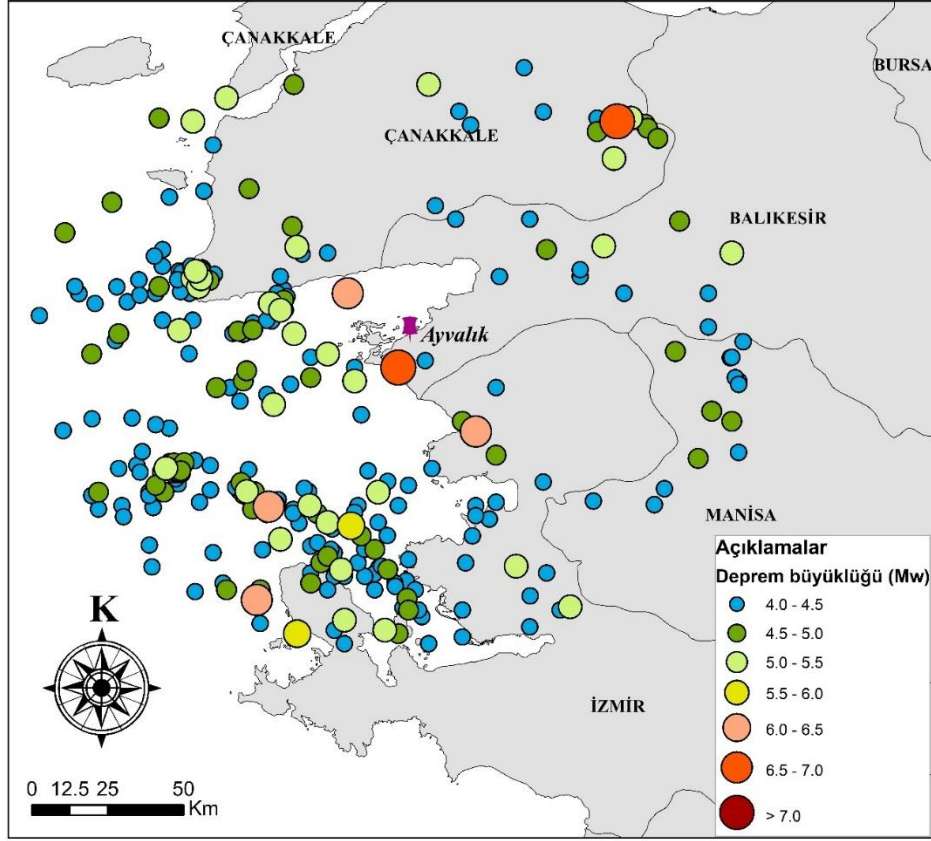 ÇANAKKALE
BURSA
ÇANAKKALE
BALIKESİR
Ayvalık
MANİSA
Açıklamalar
Deprem büyüklüğü (Mw)
4.0 - 4.5
4.5 - 5.0
5.0 - 5.5
5.5 - 6.0
6.0 - 6.5
6.5 - 7.0
> 7.0
K
İZMİR
0 12.5 25 50
Km